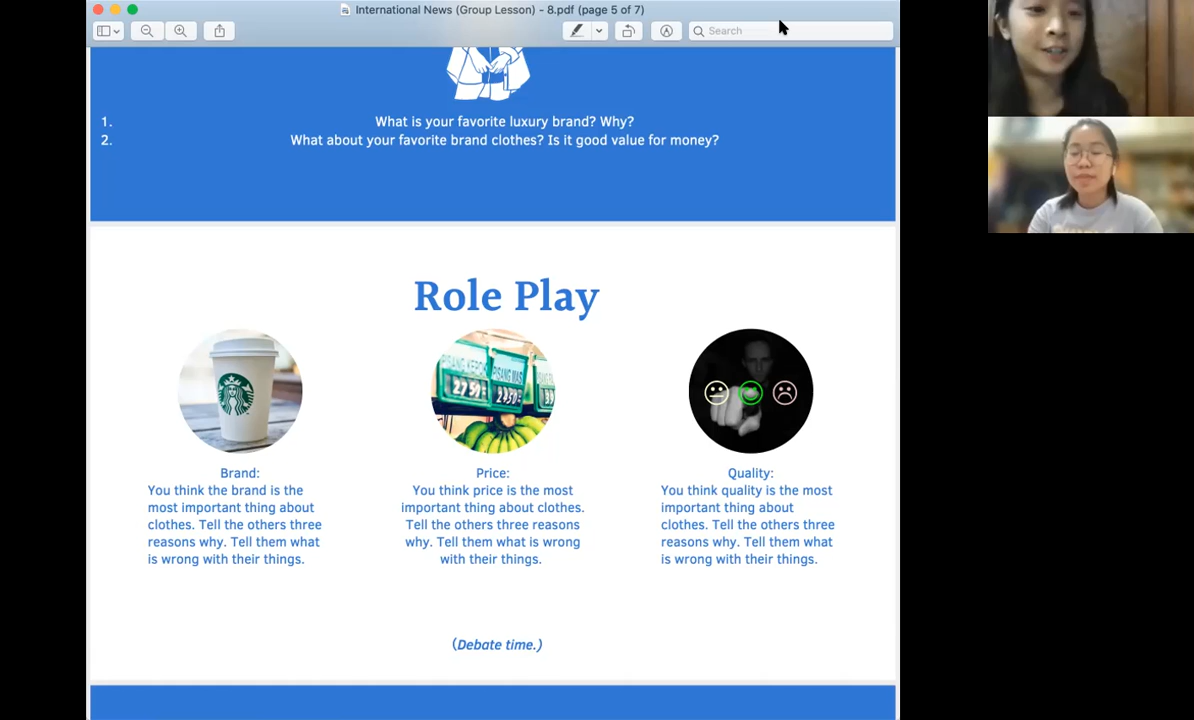 International News (Group Lesson) - 8.pdf (page 5 of 7)
Search
1. What is your favorite luxury brand? Why?
2. What about your favorite brand clothes? Is it good value for money?
Role Play
PISANG MAS
Brand:
You think the brand is the
most important thing about
clothes. Tell the others three
reasons why. Tell them what
is wrong with their things.
Price:
You think price is the most
important thing about clothes.
Tell the others three reasons
why. Tell them what is wrong
with their things.
Quality:
You think quality is the most
important thing about
clothes. Tell the others three
reasons why. Tell them what
is wrong with their things.
(Debate time.)